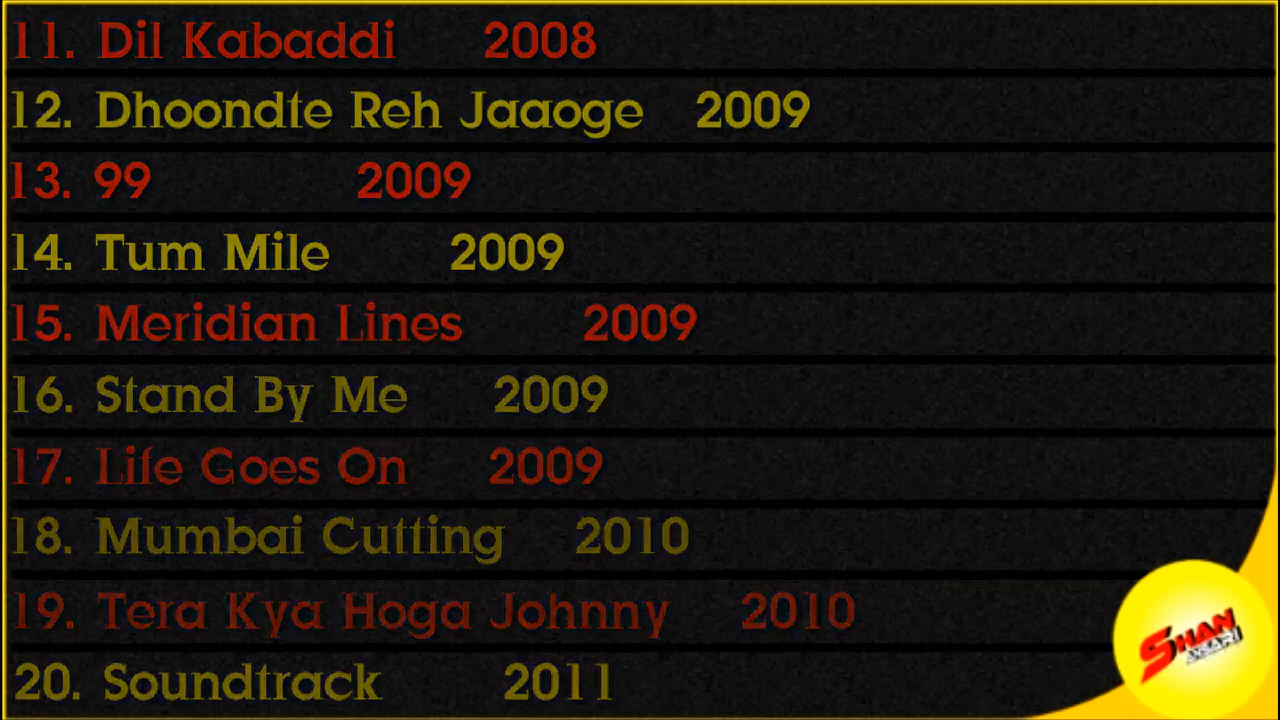 11. Dil Kabaddi 2008
12. Dhoondte Reh Jaaoge 2009
13. 99 2009
14. Tum Mile 2009
15. Meridian Lines 2009
16. Stand By Me 2009
17. Life Goes On 2009
18. Mumbai Cutting 2010
19. Tera Kya Hoga Johnny 2010
20. Soundtrack 2011
SHAN